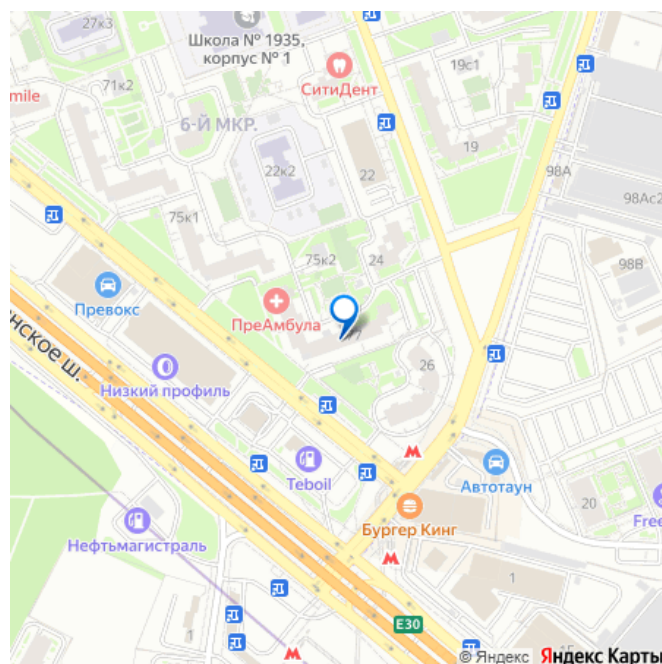 27к3
Школа № 1935,
корпус № 1
71к2
mile
СитиДент
19с1
6-Й МКР.
19
22к2
22
98А
98Ас2
75к1
75к2
24
98В
Превокс
ПреАмбула
нское ш.
Низкий профиль
26
Teboil
Автотаун
Бургер Кинг
20
Free
Нефтьмагистраль
1
1
E30
15
© Яндекс Яндекс Карты